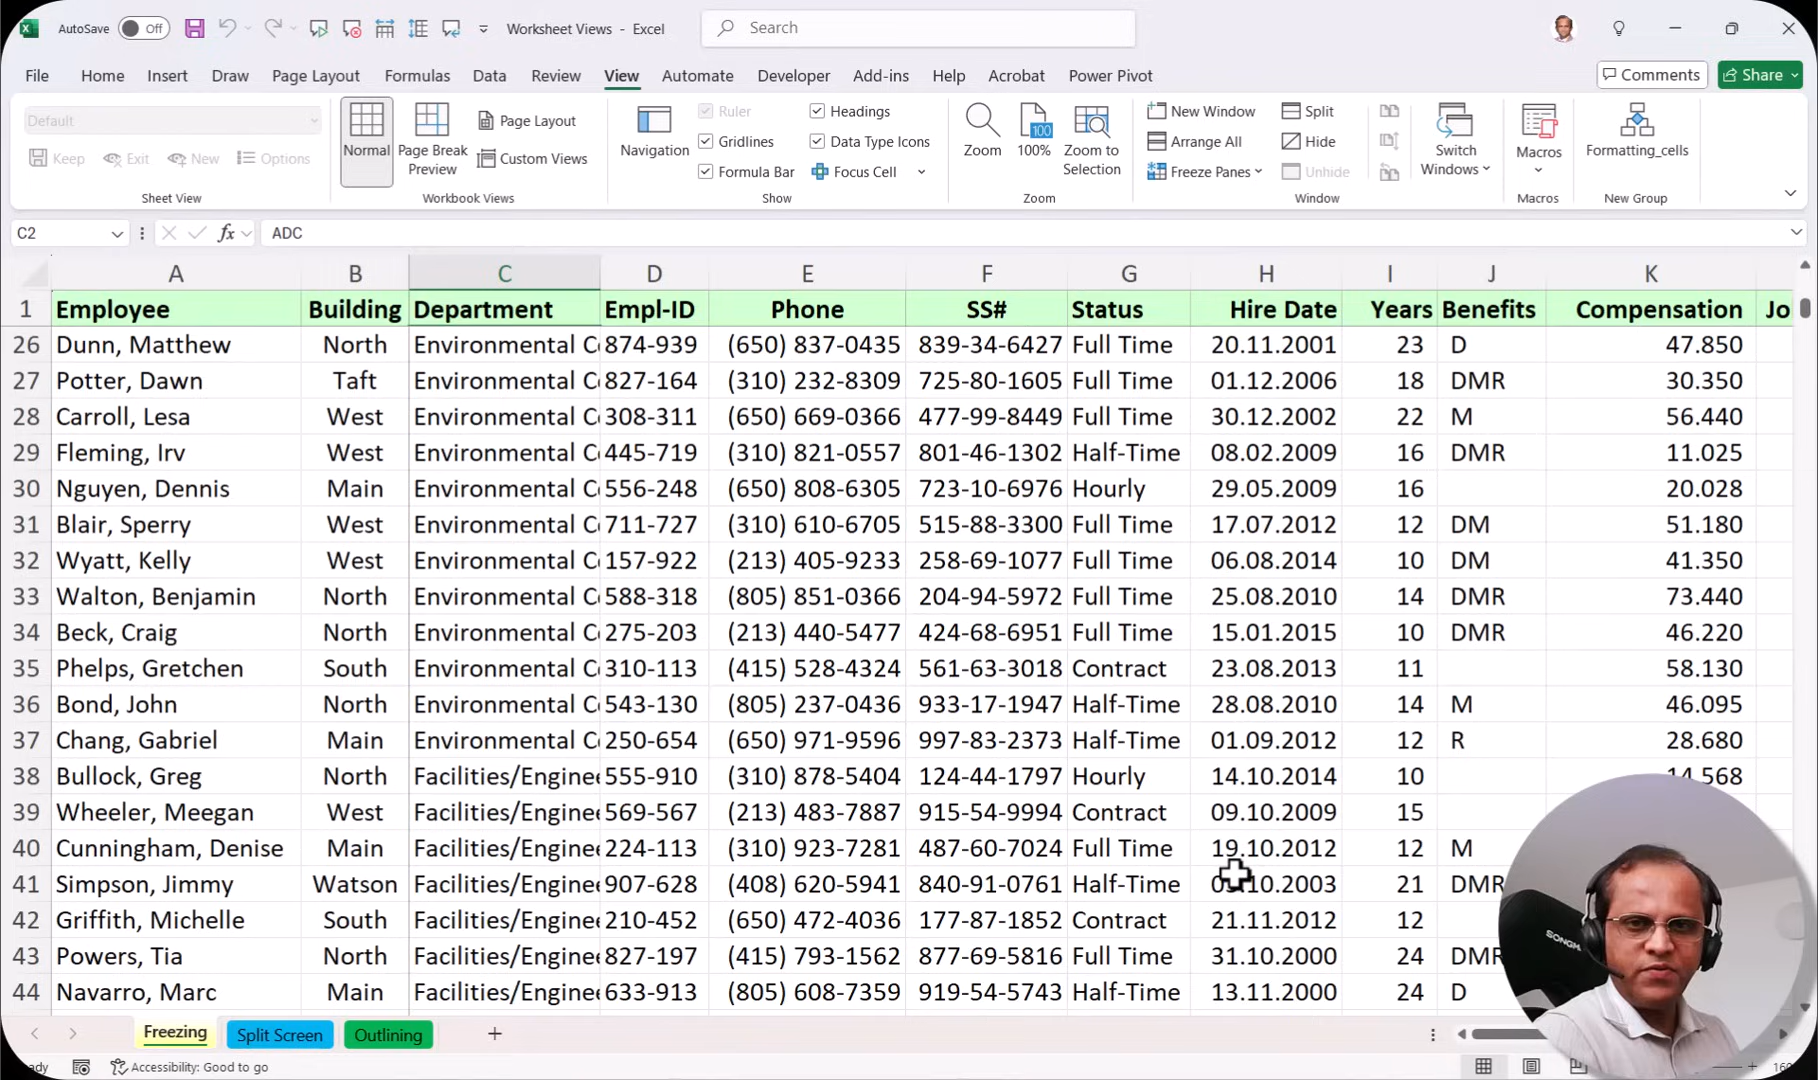 AutoSave Off Worksheet Views - Excel Search
File Home Insert Draw Page Layout Formulas Data Review View Automate Developer Add-ins Help Acrobat Power Pivot Comments Share
Default
Keep Exit New Options
Sheet View
Normal
Page Break Preview
Page Layout
Custom Views
Workbook Views
Navigation
Ruler
Gridlines
Formula Bar
Headings
Data Type Icons
Focus Cell
Show
Zoom
100
100%
Zoom to Selection
Zoom
New Window
Arrange All
Freeze Panes
Split
Hide
Unhide
Switch Windows
Window
Macros
Macros
Formatting_cells
New Group
C2 fx ADC
A B C D E F G H I J K
1 Employee Building Department Empl-ID Phone SS# Status Hire Date Years Benefits Compensation Jo
26 Dunn, Matthew North Environmental C 874-939 (650) 837-0435 839-34-6427 Full Time 20.11.2001 23 D 47.850
27 Potter, Dawn Taft Environmental C 827-164 (310) 232-8309 725-80-1605 Full Time 01.12.2006 18 DMR 30.350
28 Carroll, Lesa West Environmental C 308-311 (650) 669-0366 477-99-8449 Full Time 30.12.2002 22 M 56.440
29 Fleming, Irv West Environmental C 445-719 (310) 821-0557 801-46-1302 Half-Time 08.02.2009 16 DMR 11.025
30 Nguyen, Dennis Main Environmental C 556-248 (650) 808-6305 723-10-6976 Hourly 29.05.2009 16 20.028
31 Blair, Sperry West Environmental C 711-727 (310) 610-6705 515-88-3300 Full Time 17.07.2012 12 DM 51.180
32 Wyatt, Kelly West Environmental C 157-922 (213) 405-9233 258-69-1077 Full Time 06.08.2014 10 DM 41.350
33 Walton, Benjamin North Environmental C 588-318 (805) 851-0366 204-94-5972 Full Time 25.08.2010 14 DMR 73.440
34 Beck, Craig North Environmental C 275-203 (213) 440-5477 424-68-6951 Full Time 15.01.2015 10 DMR 46.220
35 Phelps, Gretchen South Environmental C 310-113 (415) 528-4324 561-63-3018 Contract 23.08.2013 11 58.130
36 Bond, John North Environmental C 543-130 (805) 237-0436 933-17-1947 Half-Time 28.08.2010 14 M 46.095
37 Chang, Gabriel Main Environmental C 250-654 (650) 971-9596 997-83-2373 Half-Time 01.09.2012 12 R 28.680
38 Bullock, Greg North Facilities/Enginee 555-910 (310) 878-5404 124-44-1797 Hourly 14.10.2014 10 14.568
39 Wheeler, Meegan West Facilities/Enginee 569-567 (213) 483-7887 915-54-9994 Contract 09.10.2009 15
40 Cunningham, Denise Main Facilities/Enginee 224-113 (310) 923-7281 487-60-7024 Full Time 19.10.2012 12 M
41 Simpson, Jimmy Watson Facilities/Enginee 907-628 (408) 620-5941 840-91-0761 Half-Time 10.2003 21 DMR
42 Griffith, Michelle South Facilities/Enginee 210-452 (650) 472-4036 177-87-1852 Contract 21.11.2012 12
43 Powers, Tia North Facilities/Enginee 827-197 (415) 793-1562 877-69-5816 Full Time 31.10.2000 24 DMR
44 Navarro, Marc Main Facilities/Enginee 633-913 (805) 608-7359 919-54-5743 Half-Time 13.11.2000 24 D
SONGM
Freezing Split Screen Outlining
Accessibility: Good to go